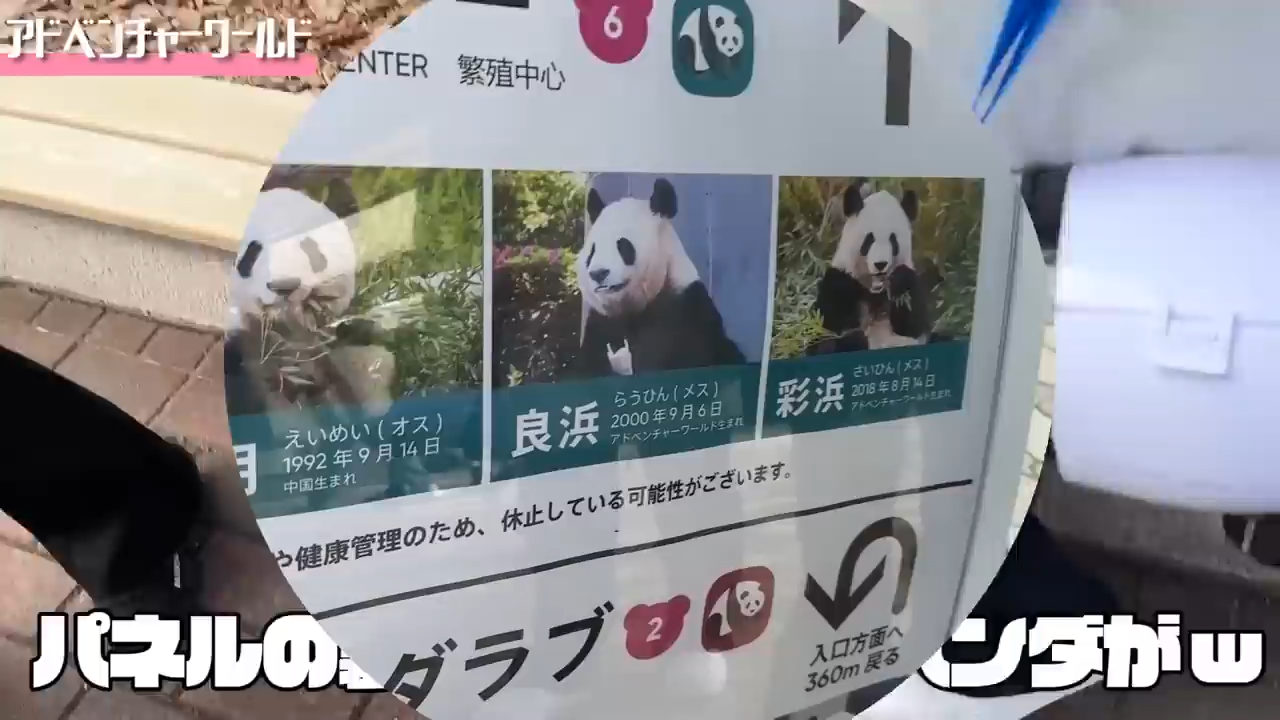 アドベンチャーワールド
6
ENTER 繁殖中心
えいめい(オス)
1992年9月14日
中国生まれ
良浜
らうひん(メス)
2000年9月6日
アドベンチャーワールド生まれ
彩浜
さいひん(メス)
2018年8月14日
アドベンチャーワールド生まれ
や健康管理のため、休止している可能性がございます。
ダラブ
2
入口方面へ
360m 戻る
パネルの
ンダがw